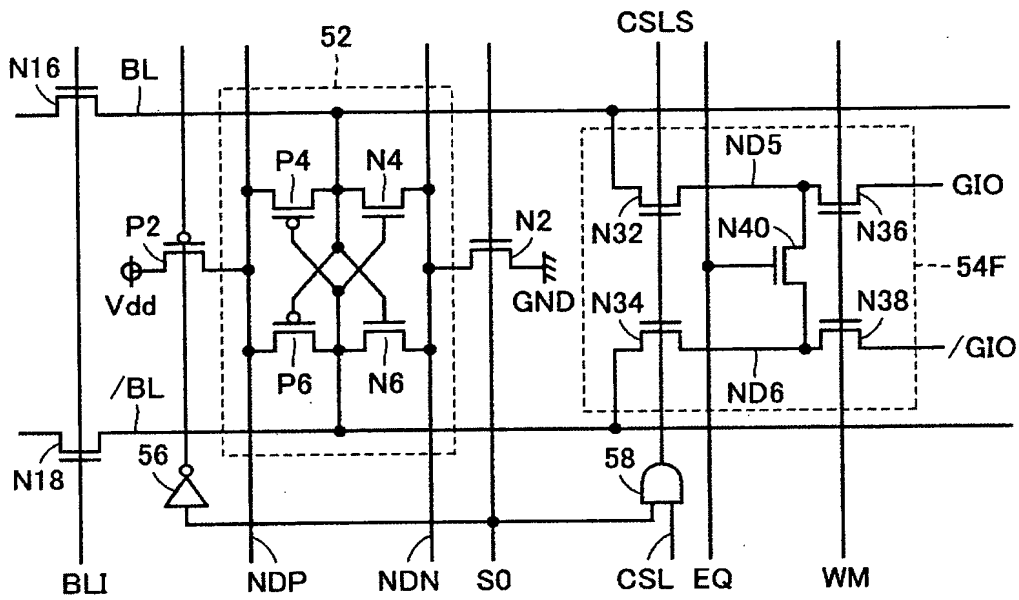 CSLS
52
N16
BL
ND5
P4
N4
GIO
P2
N2
N32
N40
N36
54F
Vdd
GND
N34
N38
P6
N6
/GIO
/BL
ND6
N18
56
58
BLI
NDP
NDN
S0
CSL
EQ
WM